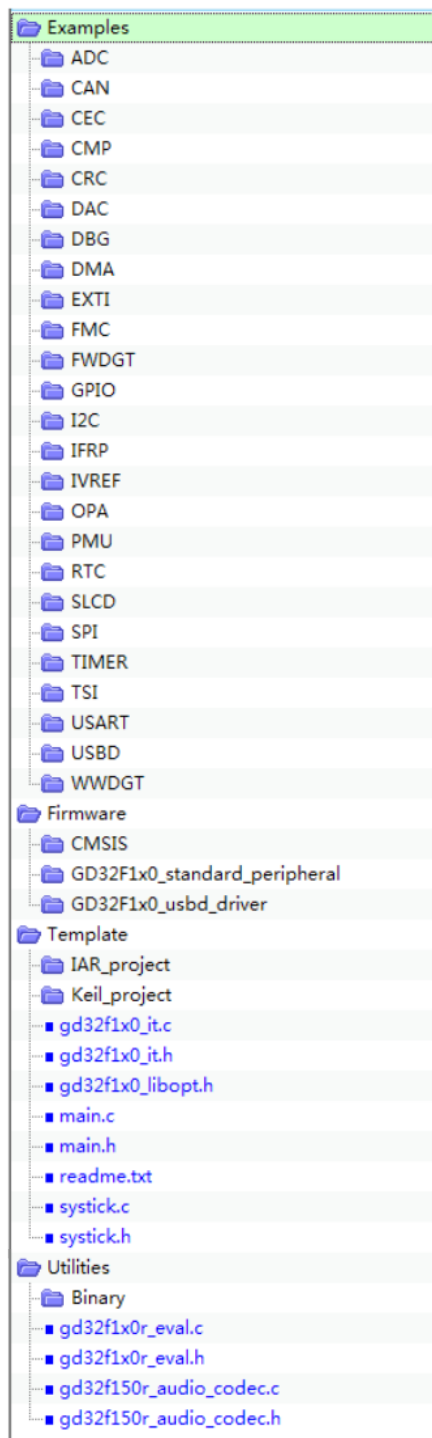 Examples
ADC
CAN
CEC
CMP
CRC
DAC
DBG
DMA
EXTI
FMC
FWDGT
GPIO
I2C
IFRP
IVREF
OPA
PMU
RTC
SLCD
SPI
TIMER
TSI
USART
USBD
WWDGT
Firmware
CMSIS
GD32F1x0_standard_peripheral
GD32F1x0_usbd_driver
Template
IAR_project
Keil_project
gd32f1x0_it.c
gd32f1x0_it.h
gd32f1x0_libopt.h
main.c
main.h
readme.txt
systick.c
systick.h
Utilities
Binary
gd32f1x0r_eval.c
gd32f1x0r_eval.h
gd32f150r_audio_codec.c
gd32f150r_audio_codec.h